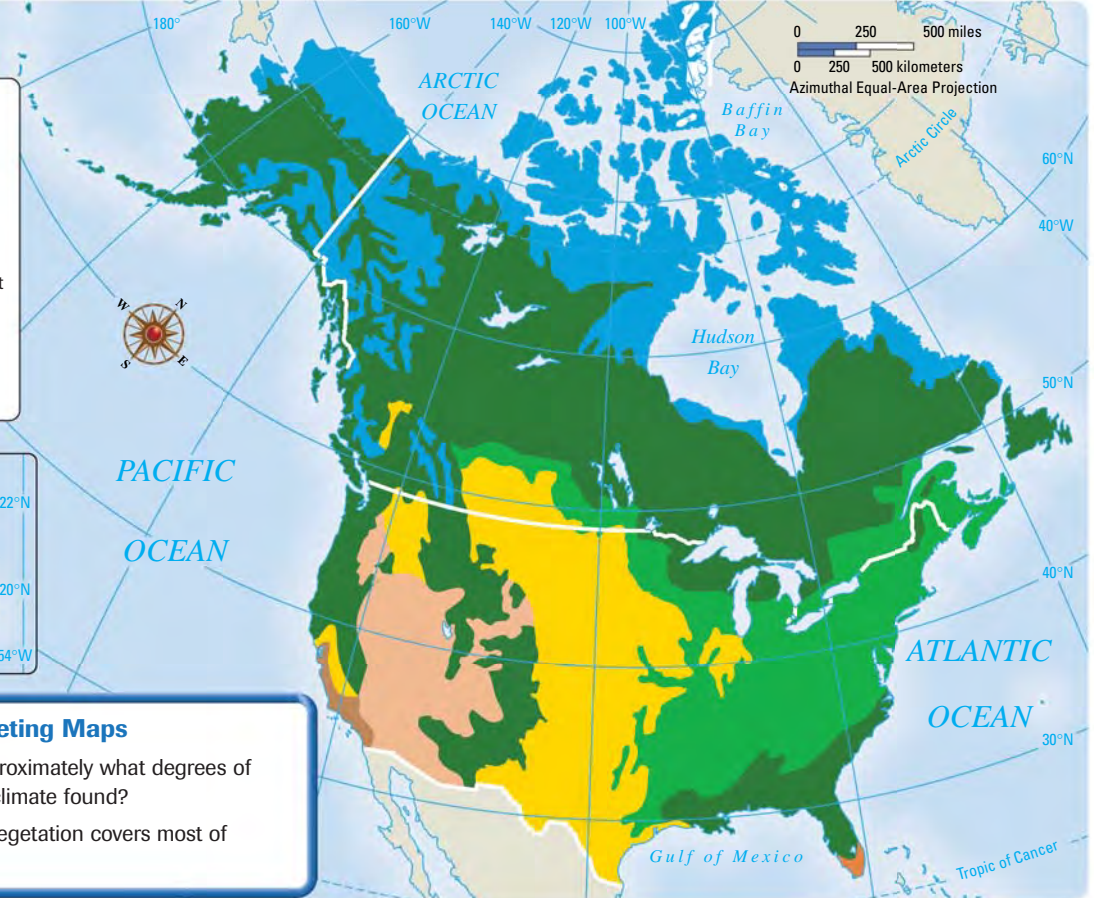 180°
160°W
140°W
120°W
100°W
0 250 500 miles
0 250 500 kilometers
Azimuthal Equal-Area Projection
ARCTIC
OCEAN
Baffin
Bay
Arctic Circle
60°N
40°W
t
N
W
E
S
Hudson
Bay
50°N
PACIFIC
OCEAN
22°N
20°N
54°W
40°N
ATLANTIC
OCEAN
30°N
eting Maps
roximately what degrees of
climate found?
egetation covers most of
Gulf of Mexico
Tropic of Cancer